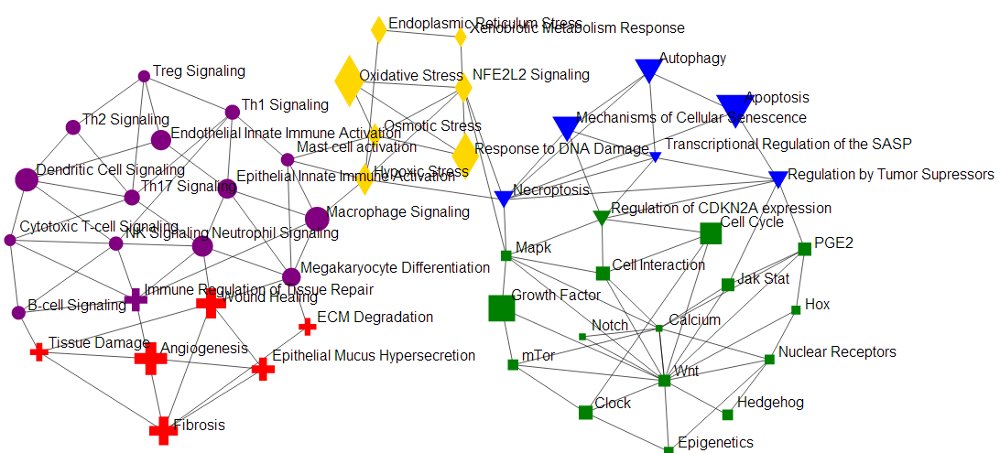 Endoplasmic Reticulum Stress
Xenobiotic Metabolism Response
Autophagy
Treg Signaling
Oxidative Stress
NFE2L2 Signaling
Apoptosis
Th1 Signaling
Th2 Signaling
Mechanisms of Cellular Senescence
Endothelial Innate Immune Activation
Osmotic Stress
Mast cell activation
Response to DNA Damage
Transcriptional Regulation of the SASP
Dendritic Cell Signaling
Epithelial Innate Immune Activation
Hypoxic Stress
Regulation by Tumor Supressors
Th17 Signaling
Necroptosis
Macrophage Signaling
Regulation of CDKN2A expression
Cell Cycle
Cytotoxic T-cell Signaling
NK Signaling
Neutrophil Signaling
PGE2
Mapk
Megakaryocyte Differentiation
Cell Interaction
Jak Stat
Immune Regulation of Tissue Repair
Wound Healing
Growth Factor
B-cell Signaling
Hox
ECM Degradation
Notch
Calcium
Tissue Damage
Angiogenesis
Epithelial Mucus Hypersecretion
mTor
Nuclear Receptors
Wnt
Clock
Hedgehog
Fibrosis
Epigenetics